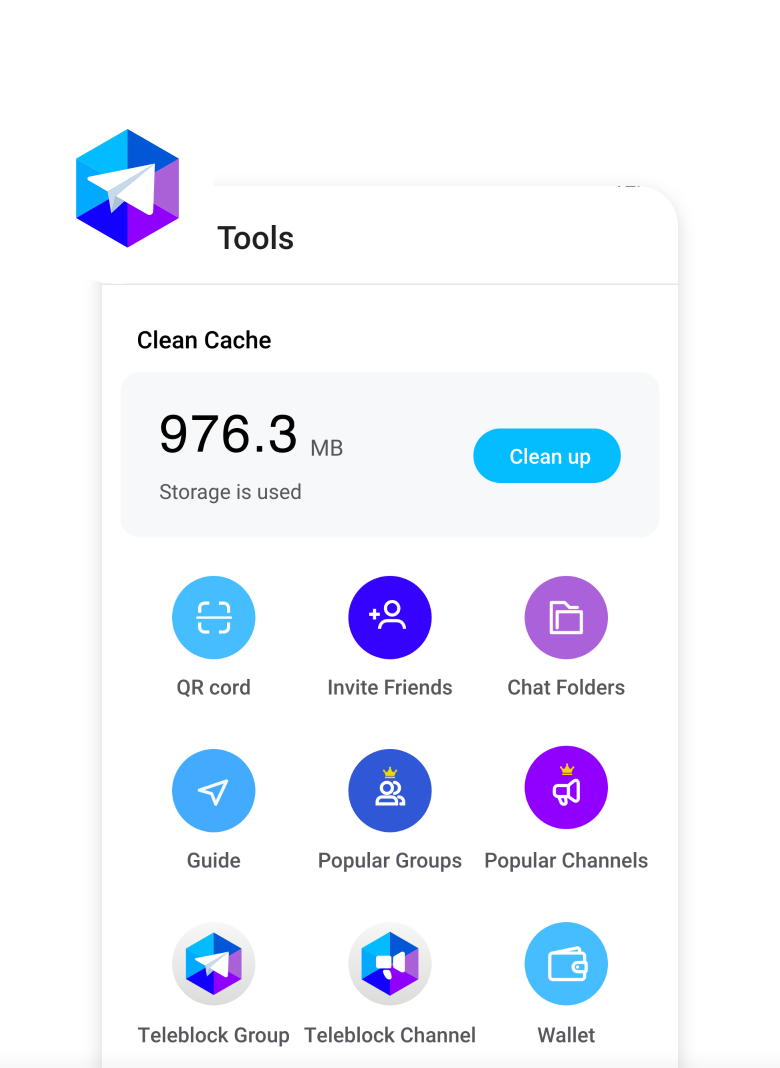 Tools
Clean Cache
976.3 MB
Clean up
Storage is used
QR cord
Invite Friends
Chat Folders
Guide
Popular Groups
Popular Channels
Teleblock Group
Teleblock Channel
Wallet